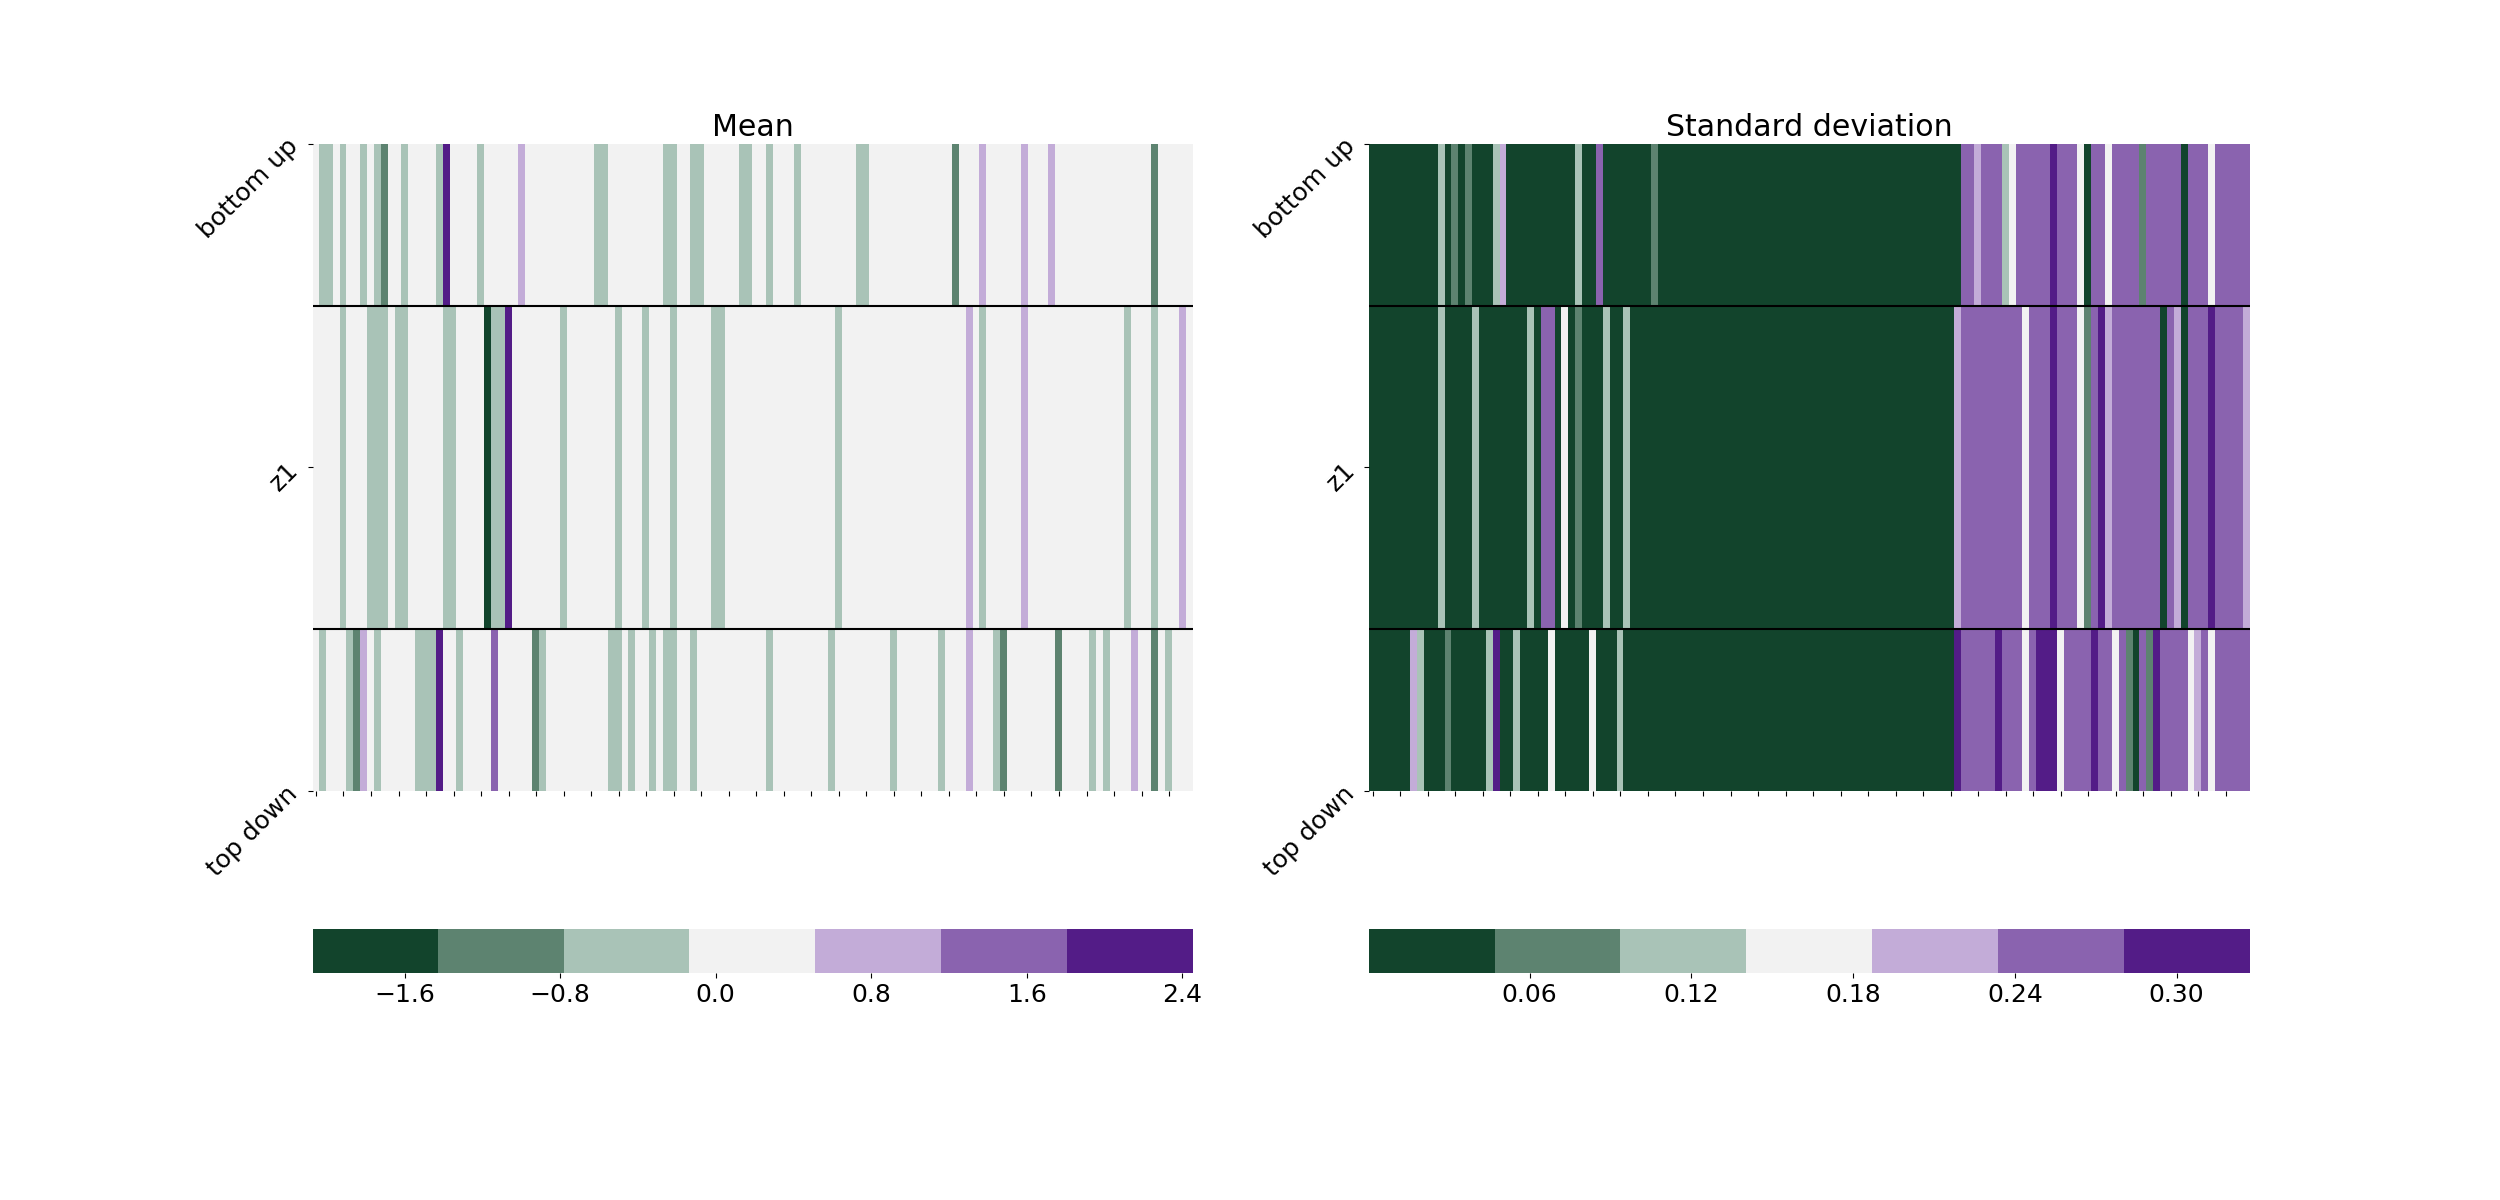 Mean
bottom up
z1
top down
−1.6 −0.8 0.0 0.8 1.6 2.4
Standard deviation
bottom up
z1
top down
0.06 0.12 0.18 0.24 0.30